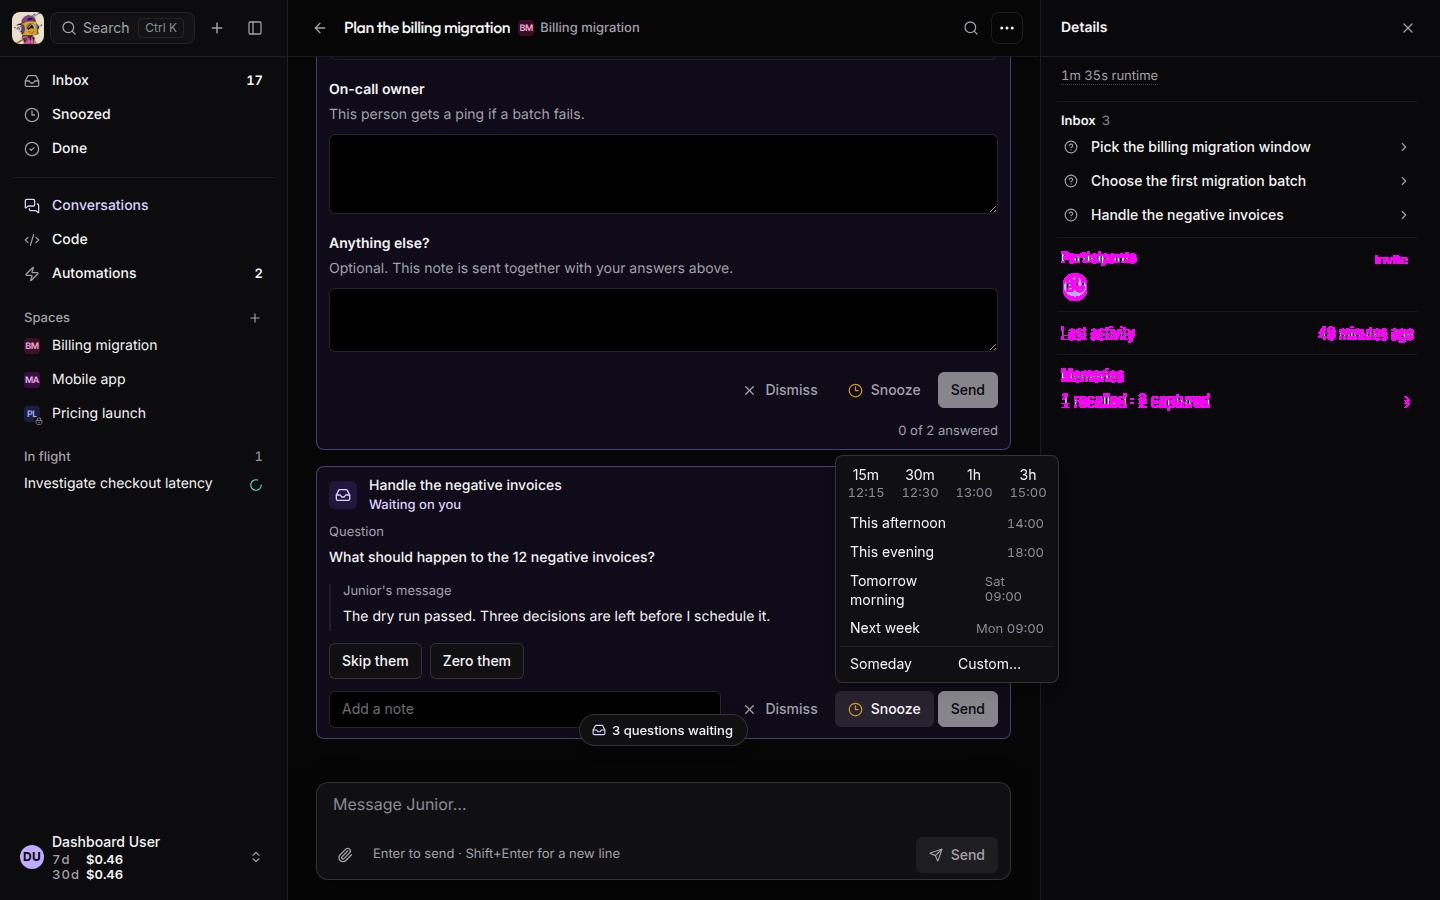 Search Ctrl K
Inbox 17
Snoozed
Done
Conversations
Code
Automations 2
Spaces
BM Billing migration
MA Mobile app
PL Pricing launch
In flight 1
Investigate checkout latency
DU Dashboard User
7d $0.46
30d $0.46
Plan the billing migration BM Billing migration
On-call owner
This person gets a ping if a batch fails.
Anything else?
Optional. This note is sent together with your answers above.
Dismiss Snooze Send
0 of 2 answered
Handle the negative invoices
Waiting on you
Question
What should happen to the 12 negative invoices?
Junior's message
The dry run passed. Three decisions are left before I schedule it.
Skip them Zero them
Add a note Dismiss Snooze Send
3 questions waiting
15m 30m 1h 3h
12:15 12:30 13:00 15:00
This afternoon 14:00
This evening 18:00
Tomorrow morning Sat 09:00
Next week Mon 09:00
Someday Custom...
Message Junior...
Enter to send · Shift+Enter for a new line Send
Details
1m 35s runtime
Inbox 3
Pick the billing migration window
Choose the first migration batch
Handle the negative invoices
Participants Invite
Last activity minutes ago
Memories
recalled captured